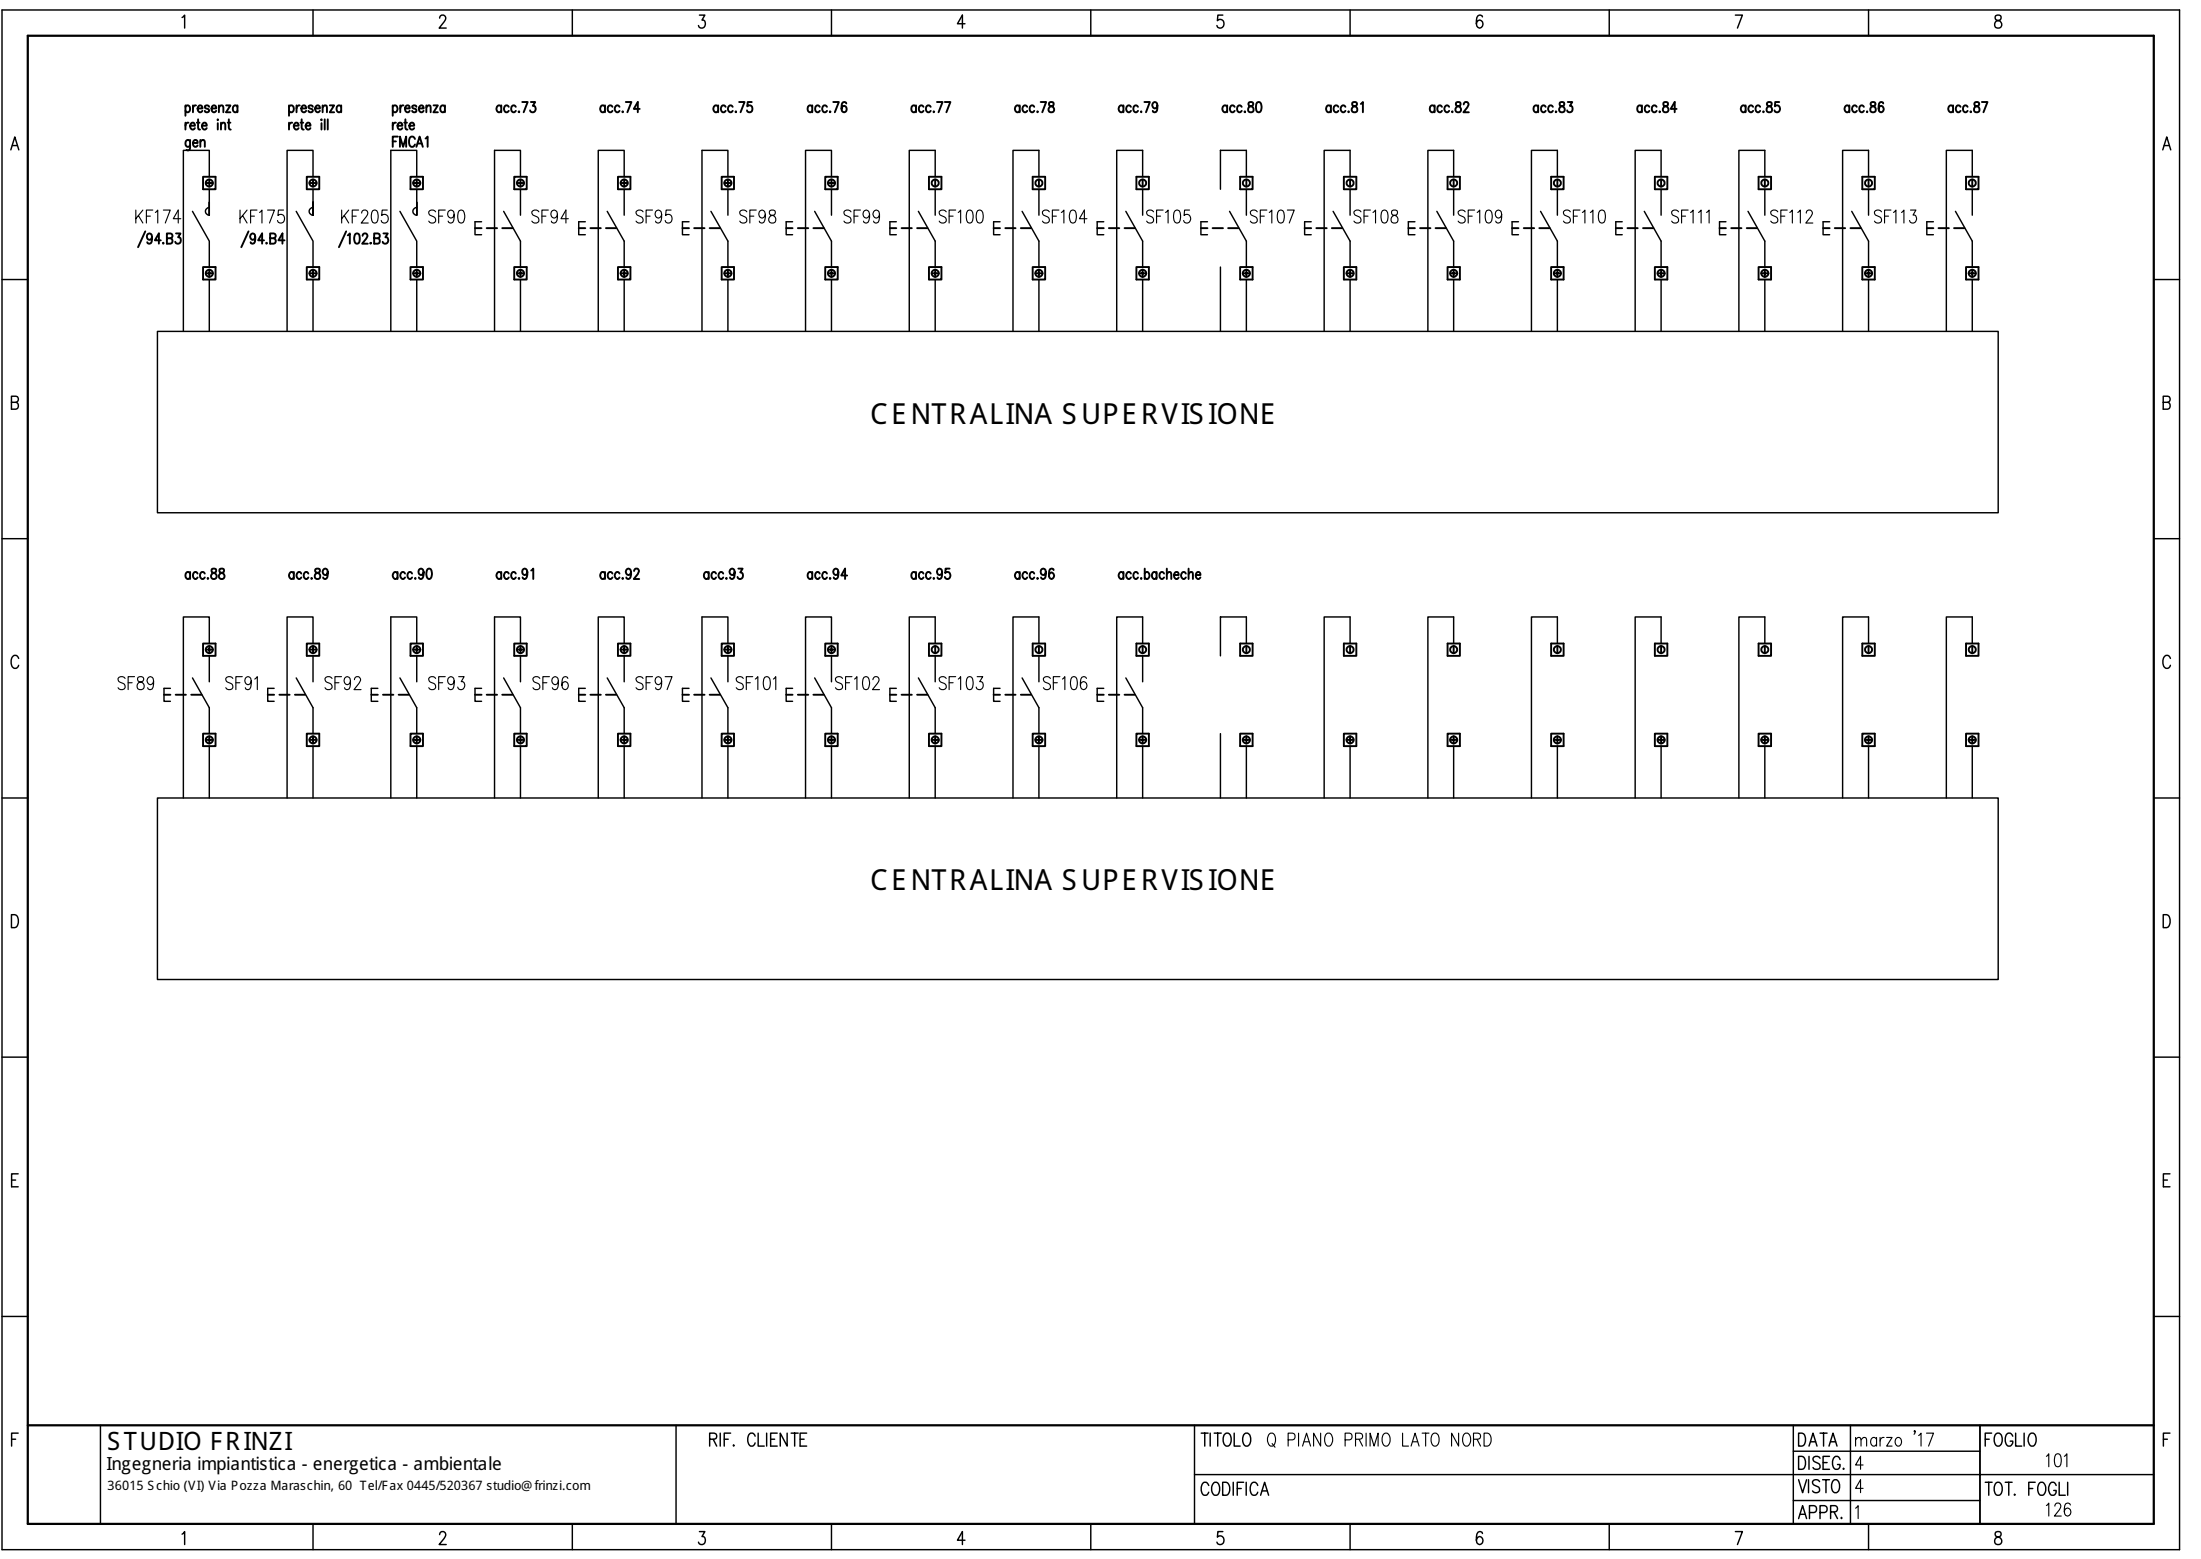 1 2 3 4 5 6 7 8
presenza rete int gen
presenza rete ill
presenza rete FMCA1
acc.73 acc.74 acc.75 acc.76 acc.77 acc.78 acc.79 acc.80 acc.81 acc.82 acc.83 acc.84 acc.85 acc.86 acc.87
A A
KF174 KF175 KF205 SF90 SF94 SF95 SF98 SF99 SF100 SF104 SF105 SF107 SF108 SF109 SF110 SF111 SF112 SF113
/94.B3 /94.B4 /102.B3
B CENTRALINA SUPERVISIONE B
acc.88 acc.89 acc.90 acc.91 acc.92 acc.93 acc.94 acc.95 acc.96 acc.bacheche
C C
SF89 SF91 SF92 SF93 SF96 SF97 SF101 SF102 SF103 SF106
CENTRALINA SUPERVISIONE
D D
E E
F F
STUDIO FRINZI
Ingegneria impiantistica - energetica - ambientale
36015 Schio (VI) Via Pozza Maraschin, 60 Tel/Fax 0445/520367 studio@frinzi.com
RIF. CLIENTE
TITOLO Q PIANO PRIMO LATO NORD
CODIFICA
DATA marzo '17
DISEG. 4
VISTO 4
APPR. 1
FOGLIO
101
TOT. FOGLI
126
1 2 3 4 5 6 7 8